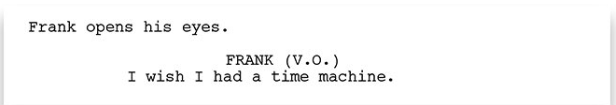 Frank opens his eyes.
FRANK (V.O.)
I wish I had a time machine.